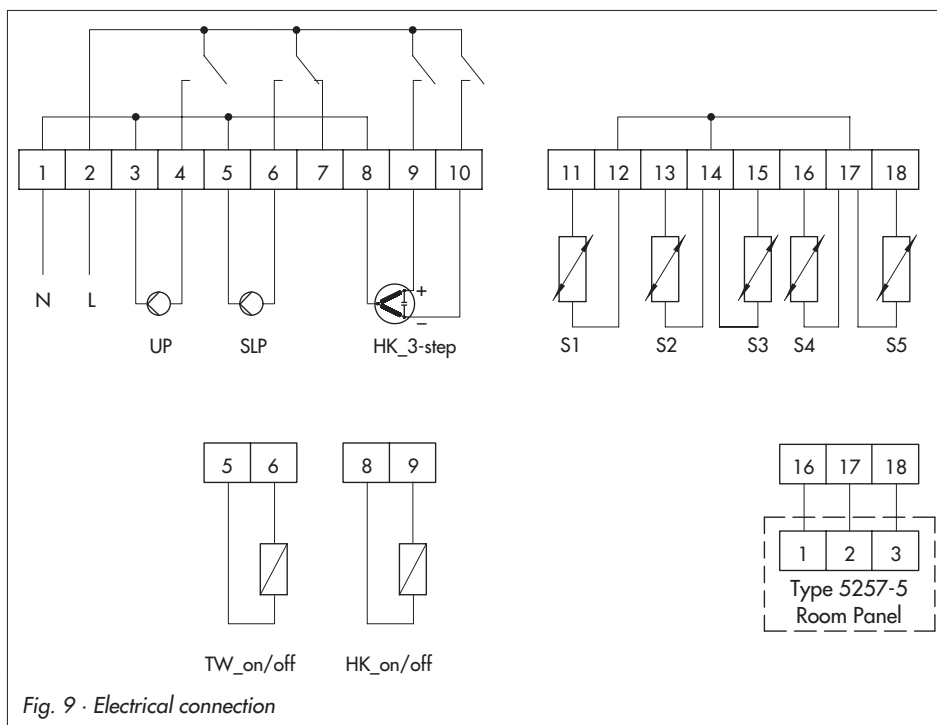 1 2 3 4 5 6 7 8 9 10
11 12 13 14 15 16 17 18
N L
+
−
UP SLP HK_3-step
S1 S2 S3 S4 S5
5 6
8 9
16 17 18
1 2 3
Type 5257-5
Room Panel
TW_on/off HK_on/off
Fig. 9 · Electrical connection